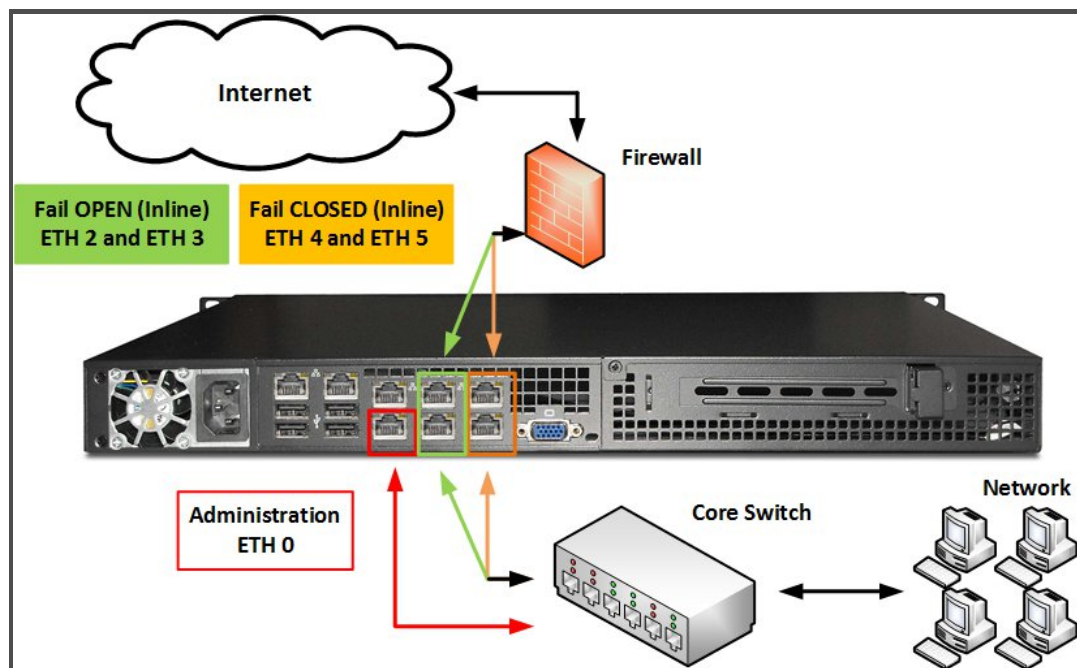 Internet
Firewall
Fail OPEN (Inline)
ETH 2 and ETH 3
Fail CLOSED (Inline)
ETH 4 and ETH 5
Administration
ETH 0
Core Switch
Network